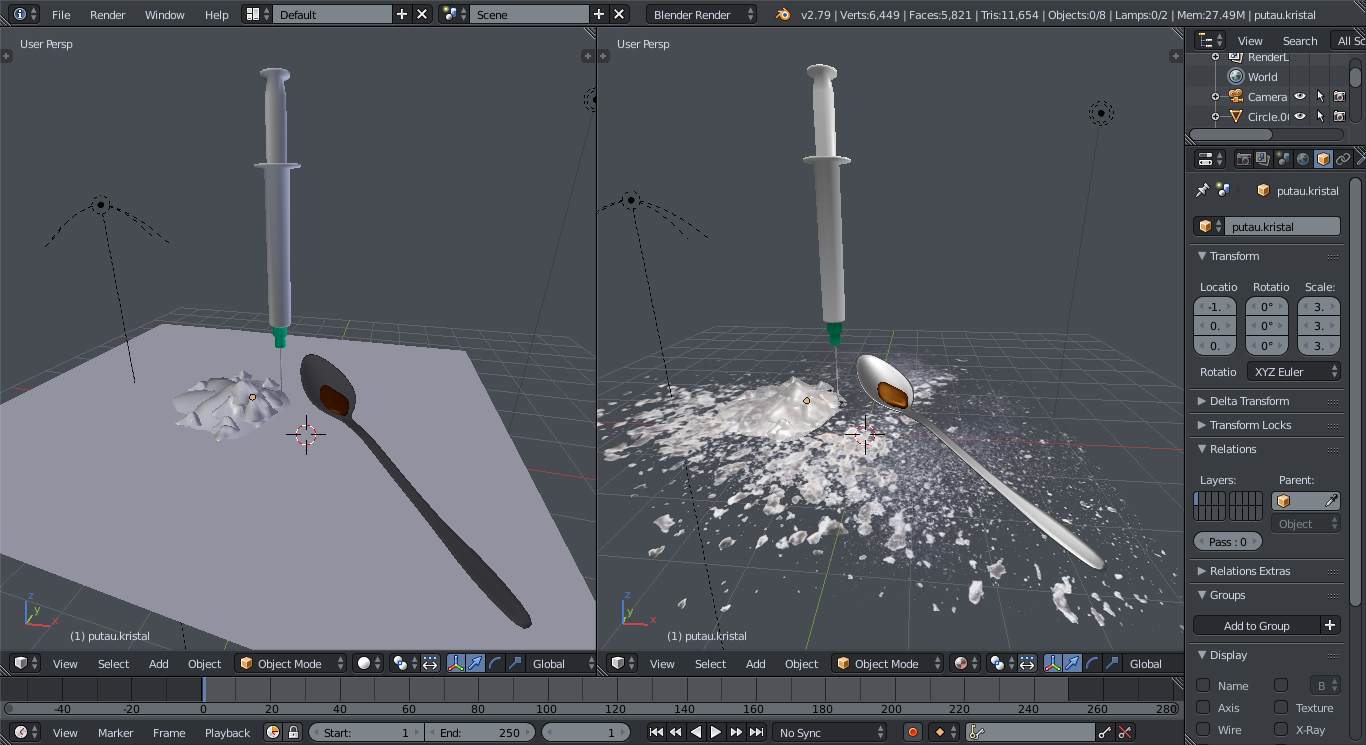 File Render Window Help Default Scene Blender Render v2.79 | Verts:6,449 | Faces:5,821 | Tris:11,654 | Objects:0/8 | Lamps:0/2 | Mem:27.49M | putau.kristal
User Persp
User Persp
View Search All Sc
RenderL
World
Camera
Circle.0
putau.kristal
putau.kristal
Transform
Locatio Rotatio Scale:
-1. 0° 3.
0. 0° 3.
0. 0° 3.
Rotatio XYZ Euler
Delta Transform
Transform Locks
Relations
Layers: Parent:
Object
Pass : 0
Relations Extras
Groups
Add to Group
Display
Name B
Axis Texture
Wire X-Ray
z
y
x
(1) putau.kristal
z
y
x
(1) putau.kristal
View Select Add Object Object Mode Global
View Select Add Object Object Mode Global
-40 -20 0 20 40 60 80 100 120 140 160 180 200 220 240 260 280
View Marker Frame Playback Start: 1 End: 250 1 No Sync